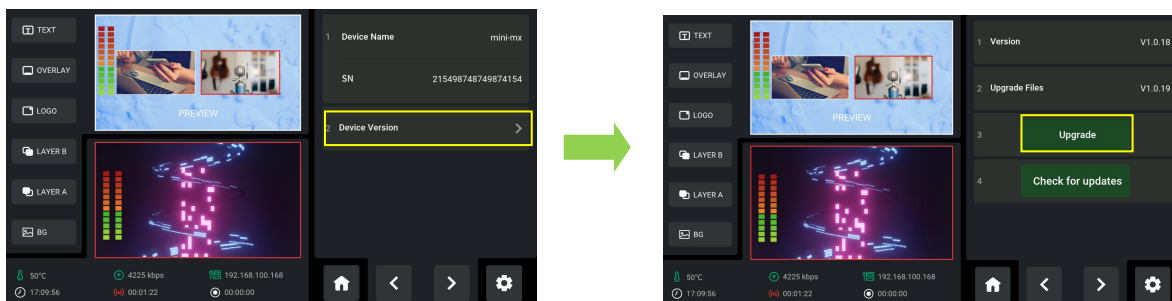 TEXT
OVERLAY
LOGO
LAYER B
LAYER A
BG
PREVIEW
50°C
4225 kbps
192.168.100.168
17:09:56
00:01:22
00:00:00
1 Device Name mini-mx
SN 215498748749874154
2 Device Version
TEXT
OVERLAY
LOGO
LAYER B
LAYER A
BG
PREVIEW
50°C
4225 kbps
192.168.100.168
17:09:56
00:01:22
00:00:00
1 Version V1.0.18
2 Upgrade Files V1.0.19
3 Upgrade
4 Check for updates